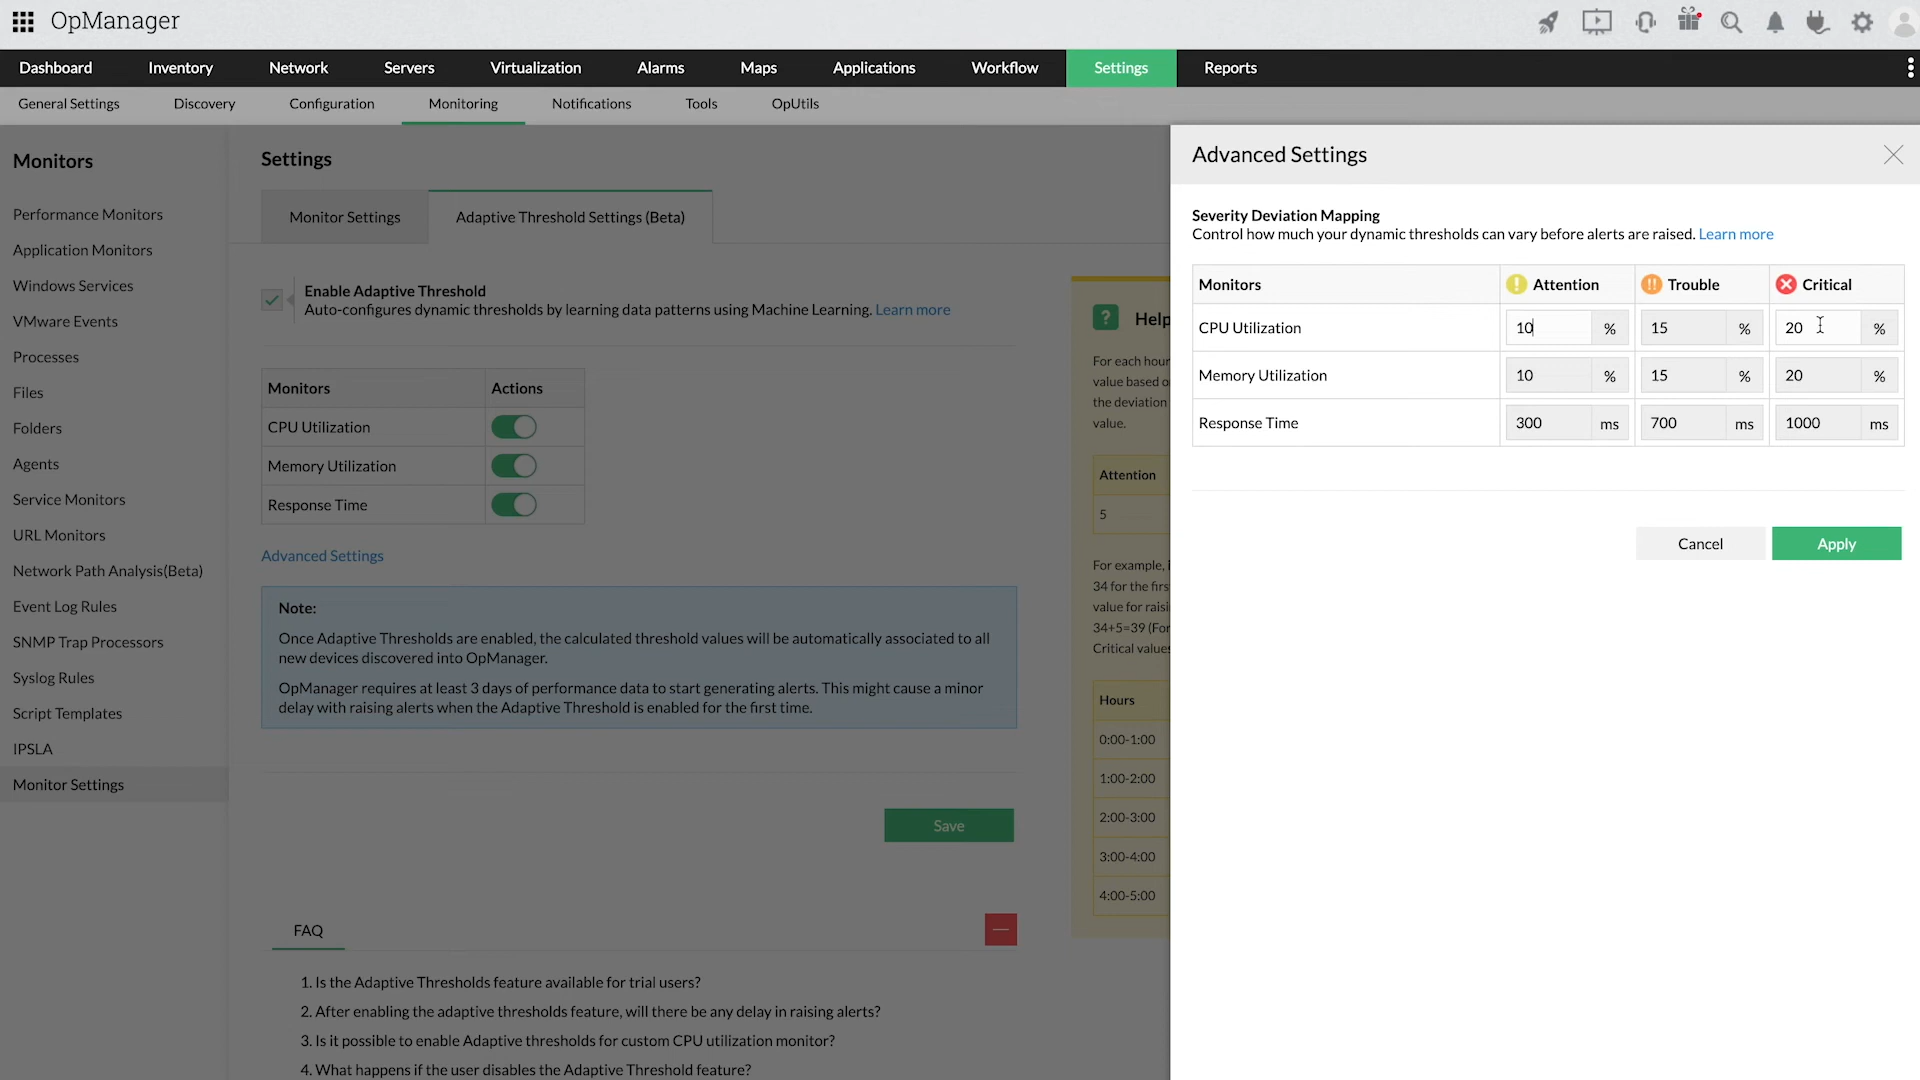 OpManager
Dashboard Inventory Network Servers Virtualization Alarms Maps Applications Workflow Settings Reports
General Settings Discovery Configuration Monitoring Notifications Tools OpUtils
Monitors
Performance Monitors
Application Monitors
Windows Services
VMware Events
Processes
Files
Folders
Agents
Service Monitors
URL Monitors
Network Path Analysis(Beta)
Event Log Rules
SNMP Trap Processors
Syslog Rules
Script Templates
IPSLA
Monitor Settings
Settings
Monitor Settings Adaptive Threshold Settings (Beta)
Enable Adaptive Threshold
Auto-configures dynamic thresholds by learning data patterns using Machine Learning. Learn more
Monitors Actions
CPU Utilization
Memory Utilization
Response Time
Advanced Settings
Note:
Once Adaptive Thresholds are enabled, the calculated threshold values will be automatically associated to all
new devices discovered into OpManager.
OpManager requires at least 3 days of performance data to start generating alerts. This might cause a minor
delay with raising alerts when the Adaptive Threshold is enabled for the first time.
Save
FAQ
1. Is the Adaptive Thresholds feature available for trial users?
2. After enabling the adaptive thresholds feature, will there be any delay in raising alerts?
3. Is it possible to enable Adaptive thresholds for custom CPU utilization monitor?
4. What happens if the user disables the Adaptive Threshold feature?
? Help
For each hour
value based o
the deviation
value.
Attention
5
For example, i
34 for the firs
value for raisi
34+5=39 (For
Critical values
Hours
0:00-1:00
1:00-2:00
2:00-3:00
3:00-4:00
4:00-5:00
Advanced Settings
Severity Deviation Mapping
Control how much your dynamic thresholds can vary before alerts are raised. Learn more
Monitors Attention Trouble Critical
CPU Utilization 10 % 15 % 20 %
Memory Utilization 10 % 15 % 20 %
Response Time 300 ms 700 ms 1000 ms
Cancel Apply